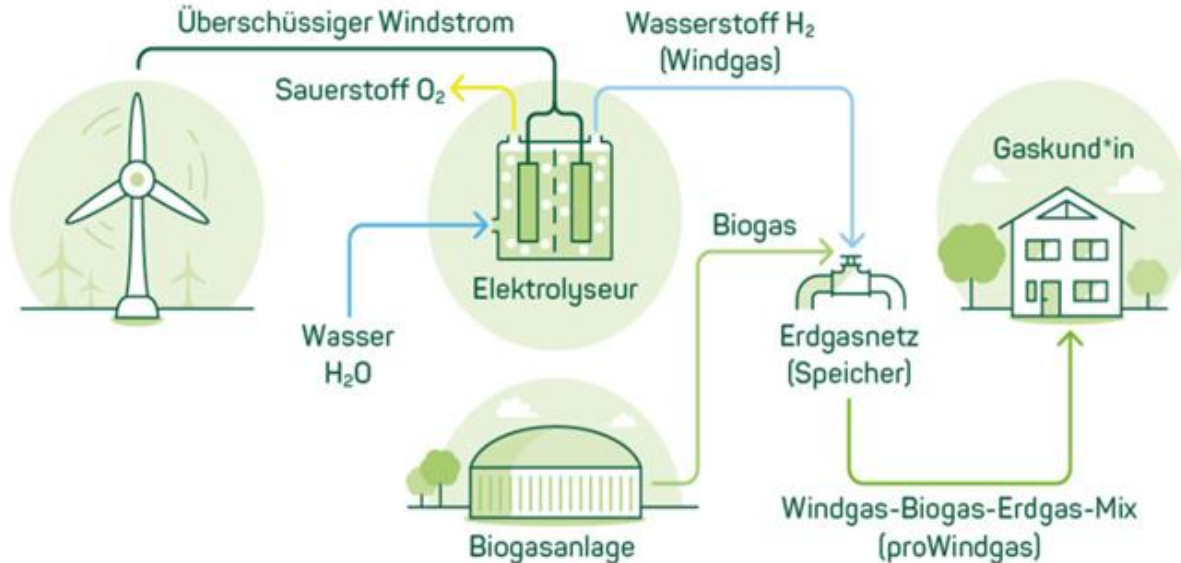 Überschüssiger Windstrom
Wasserstoff H₂
(Windgas)
Sauerstoff O₂
Gaskund*in
Biogas
Elektrolyseur
Wasser
H₂O
Erdgasnetz
(Speicher)
Biogasanlage
Windgas-Biogas-Erdgas-Mix
(proWindgas)